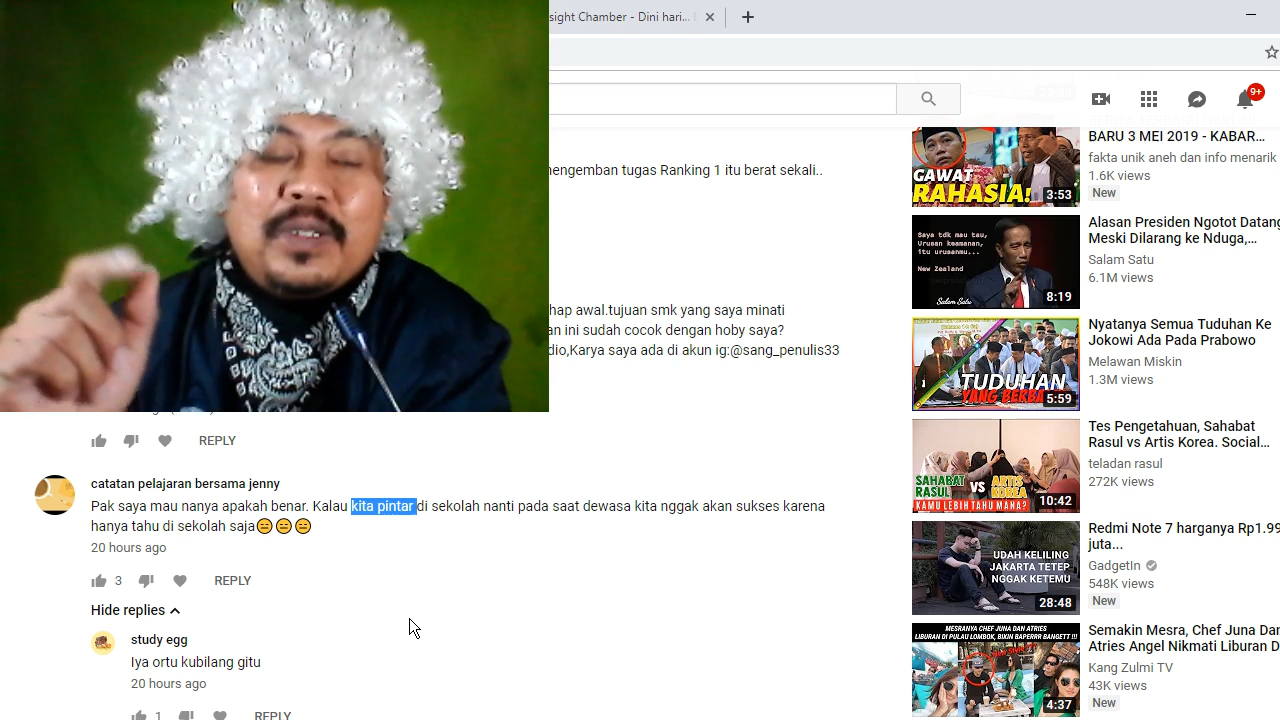 sight Chamber - Dini hari...
9+
mengemban tugas Ranking 1 itu berat sekali..
hap awal.tujuan smk yang saya minati
an ini sudah cocok dengan hoby saya?
dio,Karya saya ada di akun ig:@sang_penulis33
REPLY
catatan pelajaran bersama jenny
Pak saya mau nanya apakah benar. Kalau kita pintar di sekolah nanti pada saat dewasa kita nggak akan sukses karena
hanya tahu di sekolah saja😑😑😑
20 hours ago
3 REPLY
Hide replies
study egg
Iya ortu kubilang gitu
20 hours ago
1 REPLY
GAWAT
RAHASIA!
3:53
BARU 3 MEI 2019 - KABAR...
fakta unik aneh dan info menarik
1.6K views
New
Saya tdk mau tau,
Urusan keamanan,
itu urusanmu...
New Zealand
Salam Satu
8:19
Alasan Presiden Ngotot Datang
Meski Dilarang ke Nduga,...
Salam Satu
6.1M views
TUDUHAN
YANG BERBA
5:59
Nyatanya Semua Tuduhan Ke
Jokowi Ada Pada Prabowo
Melawan Miskin
1.3M views
SAHABAT
RASUL
VS
ARTIS
KOREA
KAMU LEBIH TAHU MANA?
10:42
Tes Pengetahuan, Sahabat
Rasul vs Artis Korea. Social...
teladan rasul
272K views
UDAH KELILING
JAKARTA TETEP
NGGAK KETEMU
28:48
Redmi Note 7 harganya Rp1.99
juta...
GadgetIn
548K views
New
MESRANYA CHEF JUNA DAN ATRIES
LIBURAN DI PULAU LOMBOK, BIKIN BAPERRR BANGETT !!!
4:37
Semakin Mesra, Chef Juna Dan
Atries Angel Nikmati Liburan D
Kang Zulmi TV
43K views
New